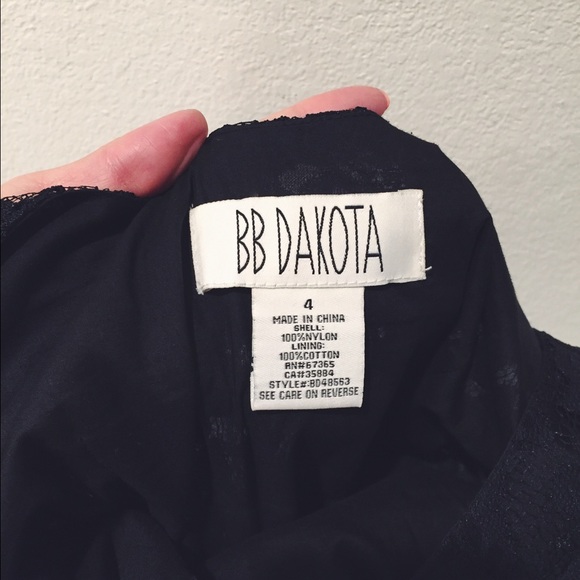 BB DAKOTA
4
MADE IN CHINA
SHELL:
100%NYLON
LINING:
100%COTTON
RN#67365
CA#35884
STYLE#:BD48553
SEE CARE ON REVERSE